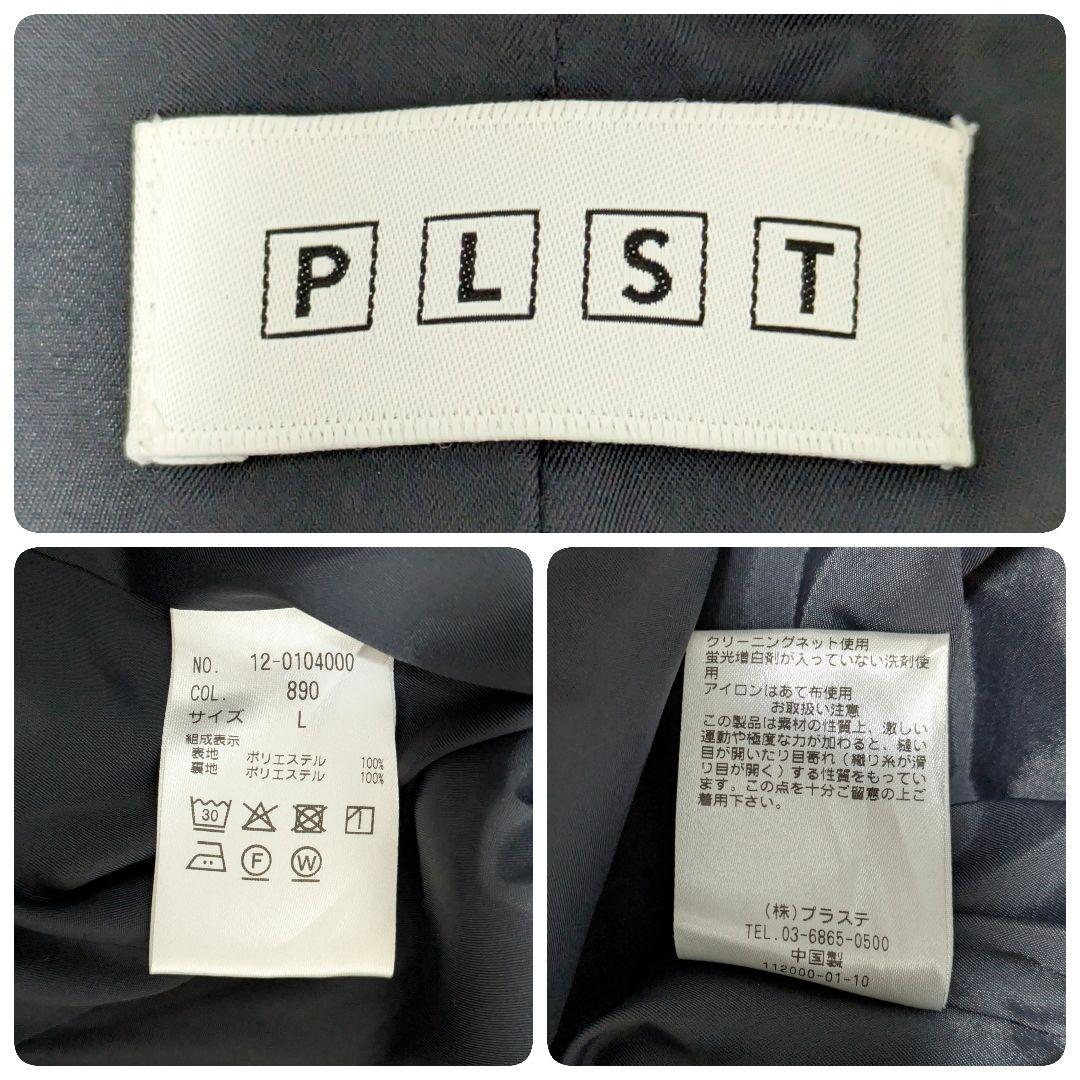 PLST
NO. 12-0104000
COL. 890
サイズ L
組成表示
表地 ポリエステル 100%
裏地 ポリエステル 100%
30
F W
クリーニングネット使用
蛍光増白剤が入っていない洗剤使
用
アイロンはあて布使用
お取扱い注意
この製品は素材の性質上、激しい
運動や極度な力が加わると、縫い
目が開いたり目寄れ(織り糸が滑
り目が開く)する性質をもってい
ます。この点を十分ご留意の上ご
着用下さい。
(株)プラステ
TEL.03-6865-0500
中国製
112000-01-10